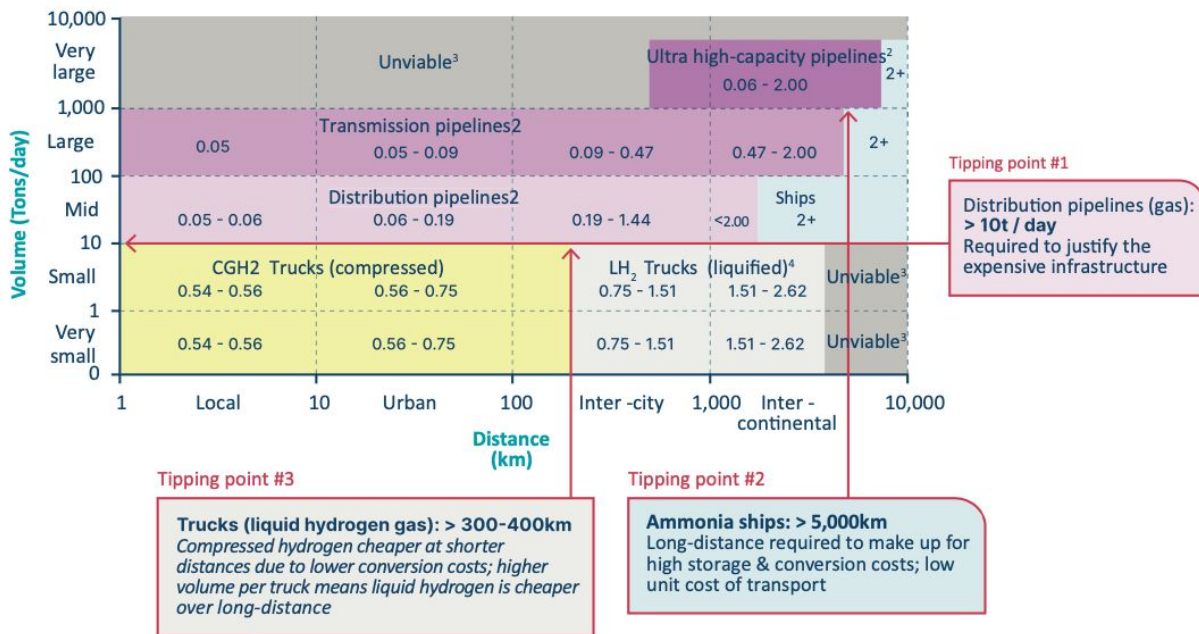 10,000
Very
large
Unviable³
Ultra high-capacity pipelines²
0.06 - 2.00
2+
1,000
Large
Transmission pipelines2
0.05
0.05 - 0.09
0.09 - 0.47
0.47 - 2.00
2+
100
Mid
Distribution pipelines2
0.05 - 0.06
0.06 - 0.19
0.19 - 1.44
<2.00
Ships
2+
10
Small
CGH2 Trucks (compressed)
0.54 - 0.56
0.56 - 0.75
LH₂ Trucks (liquified)⁴
0.75 - 1.51
1.51 - 2.62
Unviable³
1
Very
small
0.54 - 0.56
0.56 - 0.75
0.75 - 1.51
1.51 - 2.62
Unviable³
0
Volume (Tons/day)
1
Local
10
Urban
100
Inter -city
1,000
Inter -
continental
10,000
Distance
(km)
Tipping point #1
Distribution pipelines (gas):
> 10t / day
Required to justify the
expensive infrastructure
Tipping point #3
Trucks (liquid hydrogen gas): > 300-400km
Compressed hydrogen cheaper at shorter
distances due to lower conversion costs; higher
volume per truck means liquid hydrogen is cheaper
over long-distance
Tipping point #2
Ammonia ships: > 5,000km
Long-distance required to make up for
high storage & conversion costs; low
unit cost of transport